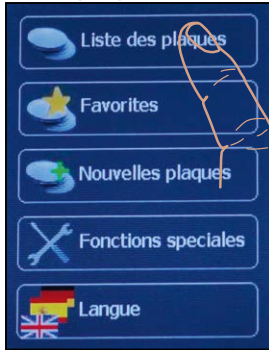 Liste des plaques
Favorites
Nouvelles plaques
Fonctions speciales
Langue